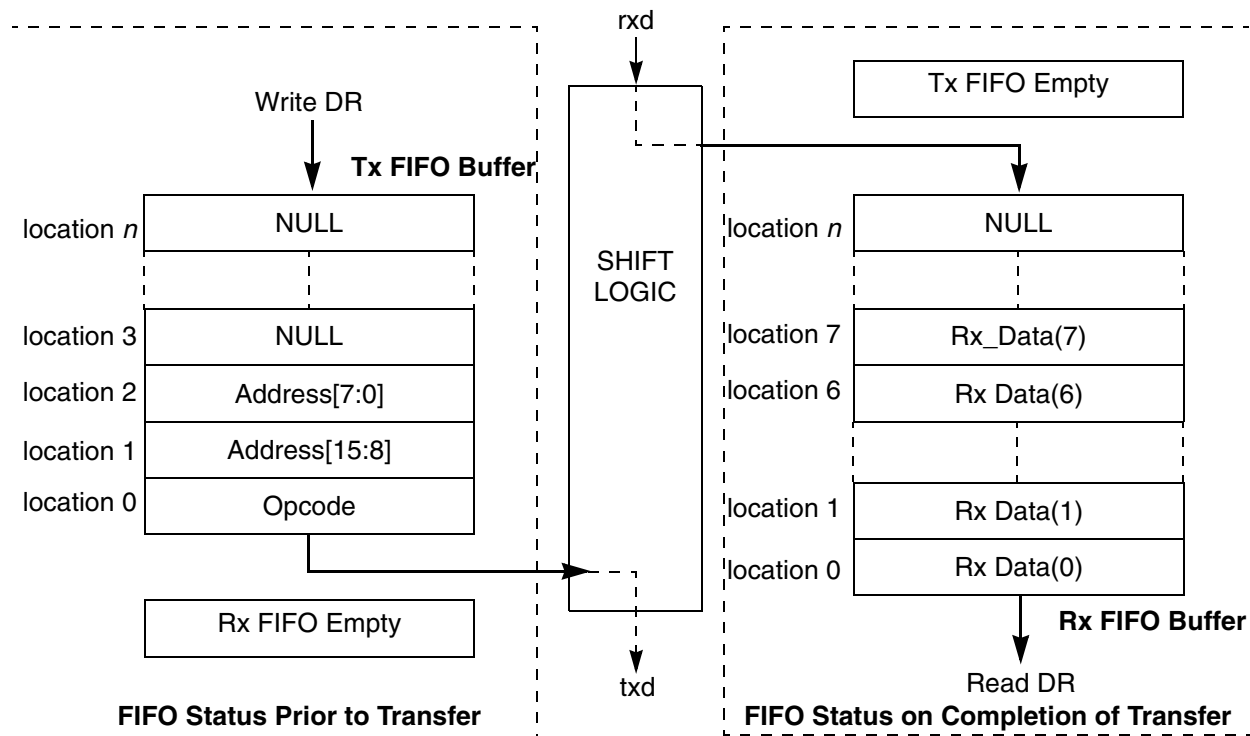 rxd
Write DR
Tx FIFO Buffer
location n
NULL
location 3
NULL
location 2
Address[7:0]
location 1
Address[15:8]
location 0
Opcode
Rx FIFO Empty
FIFO Status Prior to Transfer
SHIFT
LOGIC
txd
Tx FIFO Empty
location n
NULL
location 7
Rx_Data(7)
location 6
Rx Data(6)
location 1
Rx Data(1)
location 0
Rx Data(0)
Rx FIFO Buffer
Read DR
FIFO Status on Completion of Transfer